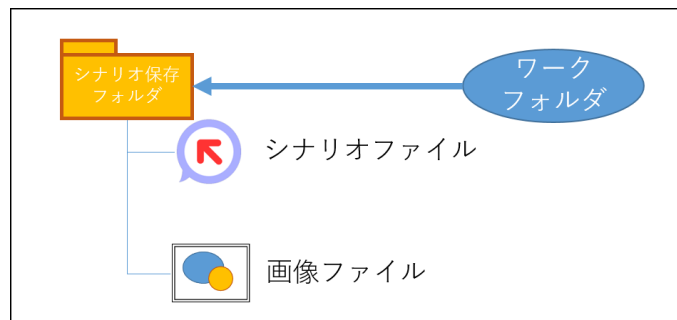 シナリオ保存
フォルダ
ワーク
フォルダ
シナリオファイル
画像ファイル